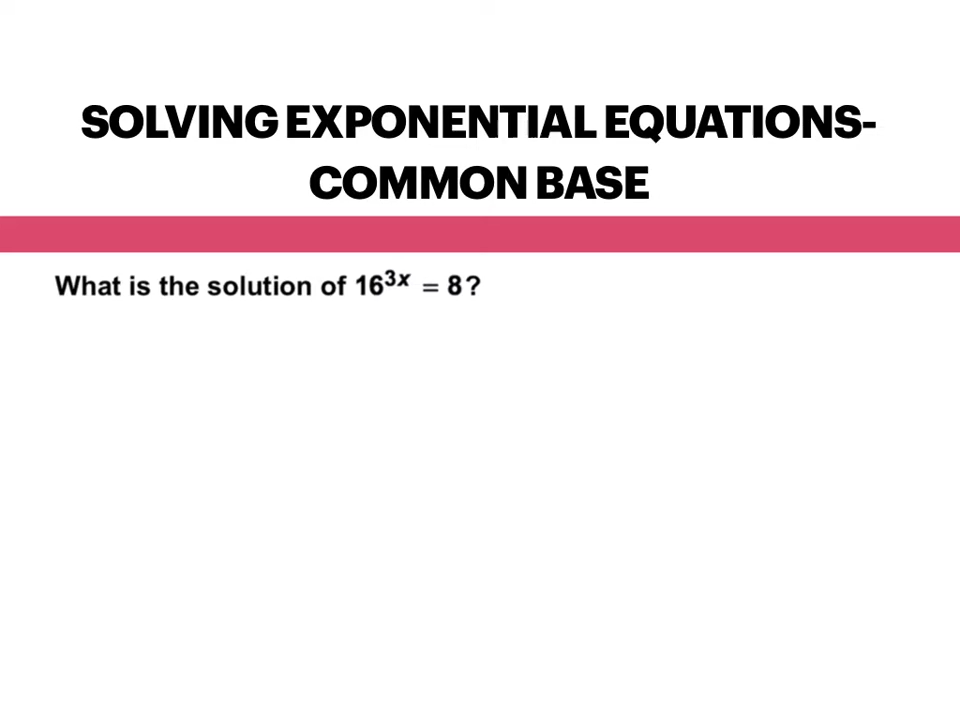 SOLVING EXPONENTIAL EQUATIONS-
COMMON BASE
What is the solution of 16^{3x} = 8?